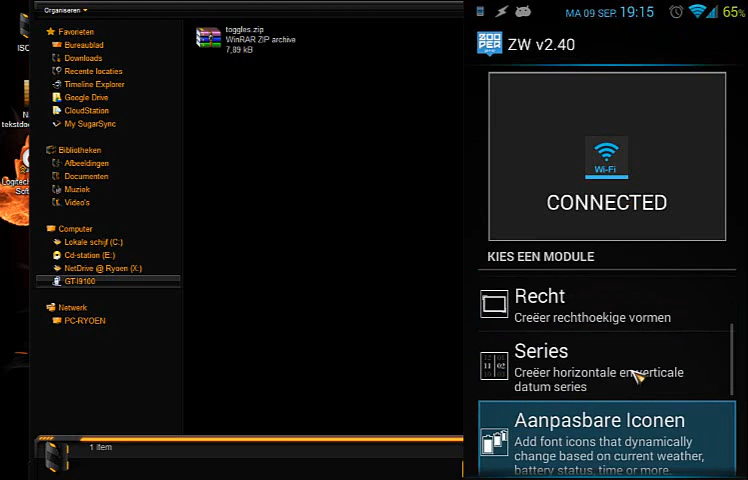 Organiseren
Favorieten
Bureaublad
Downloads
Recente locaties
Timeline Explorer
Google Drive
CloudStation
My SugarSync
Bibliotheken
Afbeeldingen
Documenten
Muziek
Video's
Computer
Lokale schijf (C:)
Cd-station (E:)
NetDrive @ Ryoen (X:)
GT-I9100
Netwerk
PC-RYOEN
toggles.zip
WinRAR ZIP archive
7,89 kB
1 item
ISO
tekstdoc
Logitech
MA 09 SEP. 19:15 65%
ZOOPER
ZW v2.40
Wi-Fi
CONNECTED
KIES EEN MODULE
Recht
Creëer rechthoekige vormen
Series
Creëer horizontale en verticale
datum series
Aanpasbare Iconen
Add font icons that dynamically
change based on current weather,
battery status, time or more.